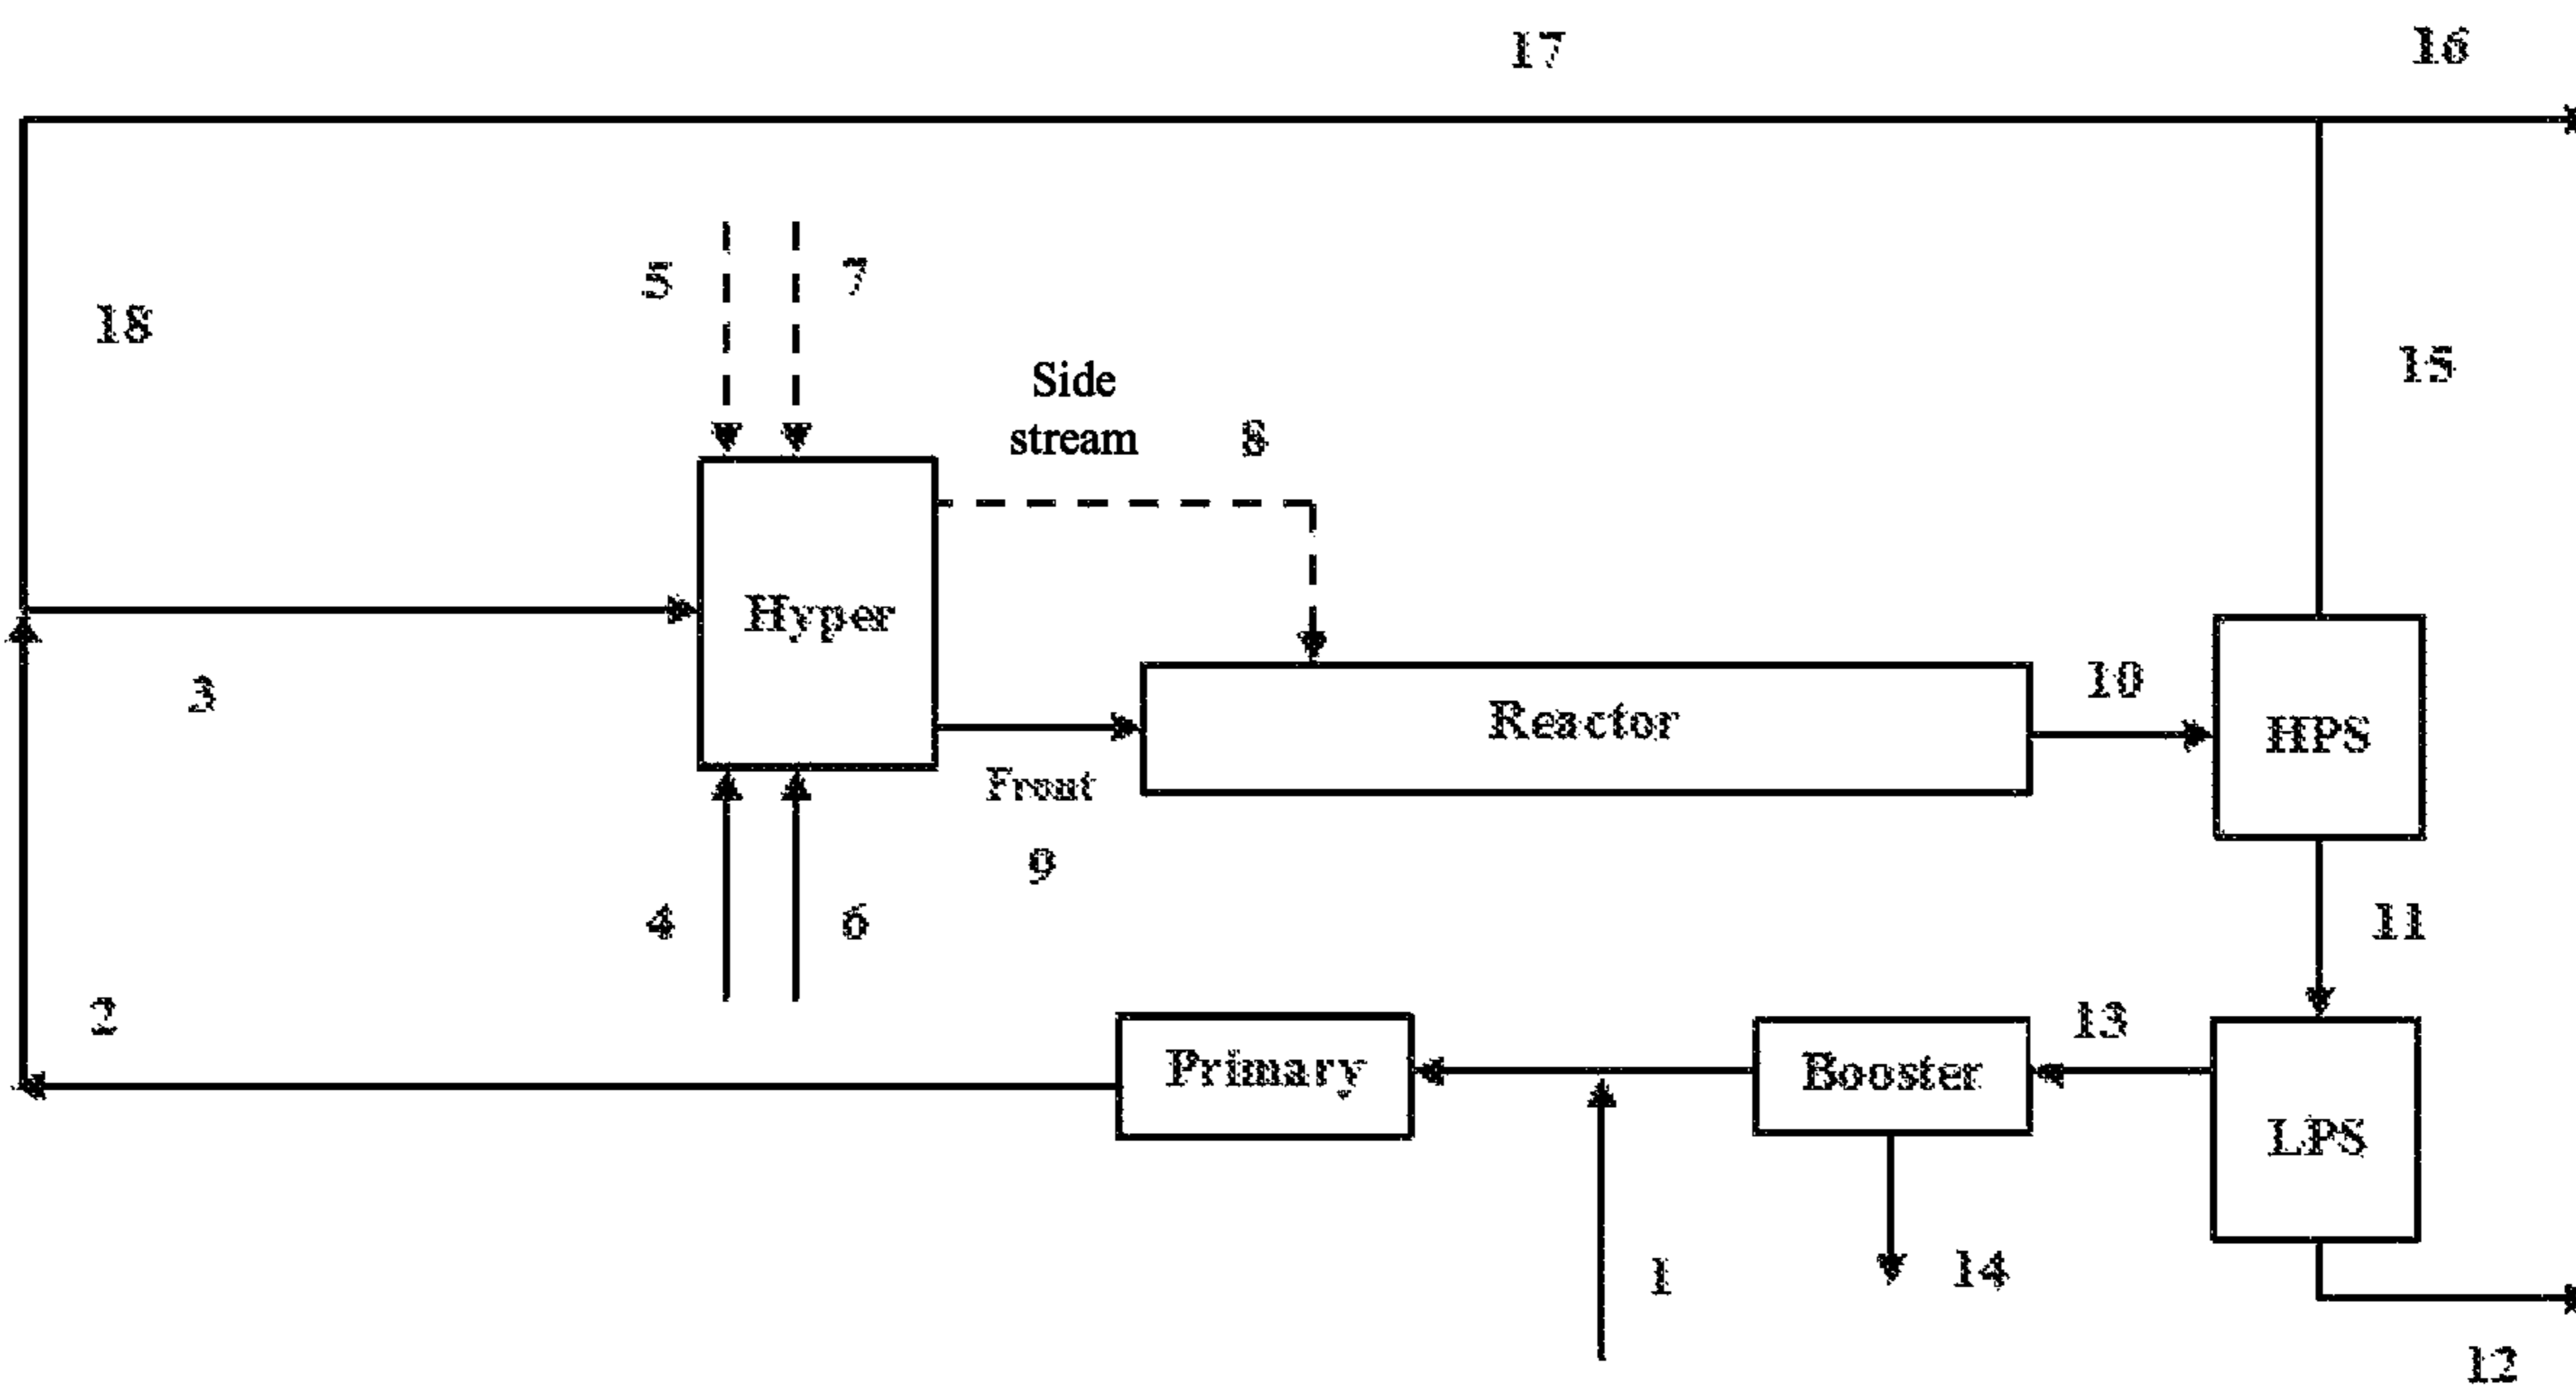 17
16
18
5
7
Side
stream
8
15
Hyper
3
Reactor
10
HPS
Front
9
4
6
11
2
Primary
Booster
13
LPS
1
14
12